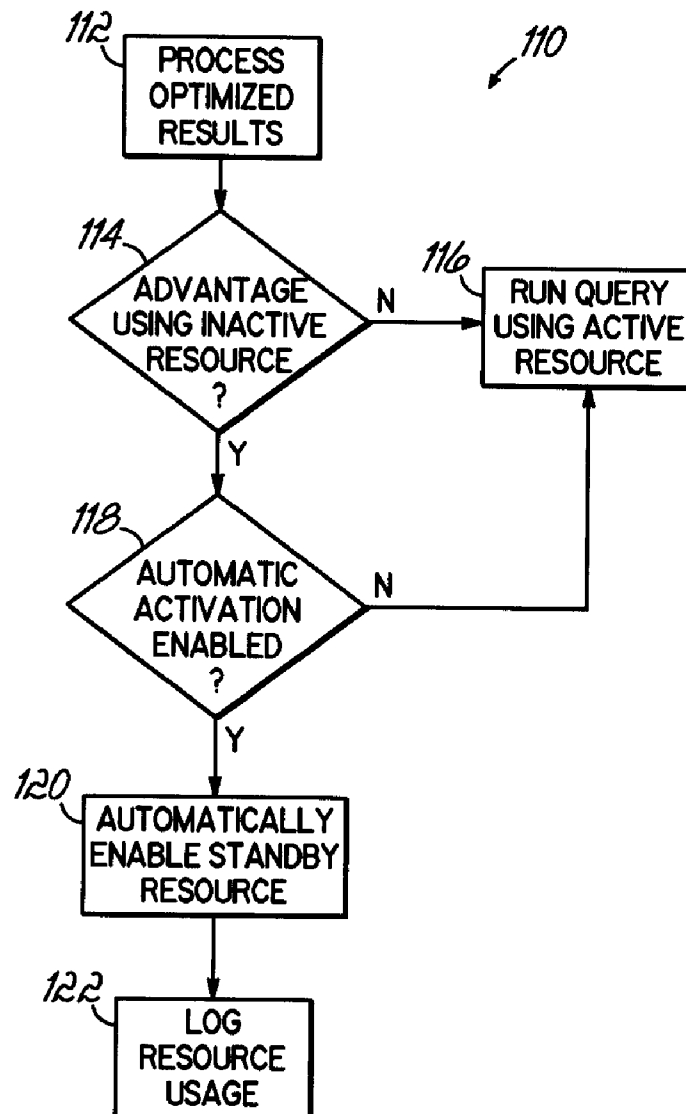 112
PROCESS
OPTIMIZED
RESULTS
110
114
ADVANTAGE
USING INACTIVE
RESOURCE
?
N
116
RUN QUERY
USING ACTIVE
RESOURCE
Y
118
AUTOMATIC
ACTIVATION
ENABLED
?
N
Y
120
AUTOMATICALLY
ENABLE STANDBY
RESOURCE
122
LOG
RESOURCE
USAGE